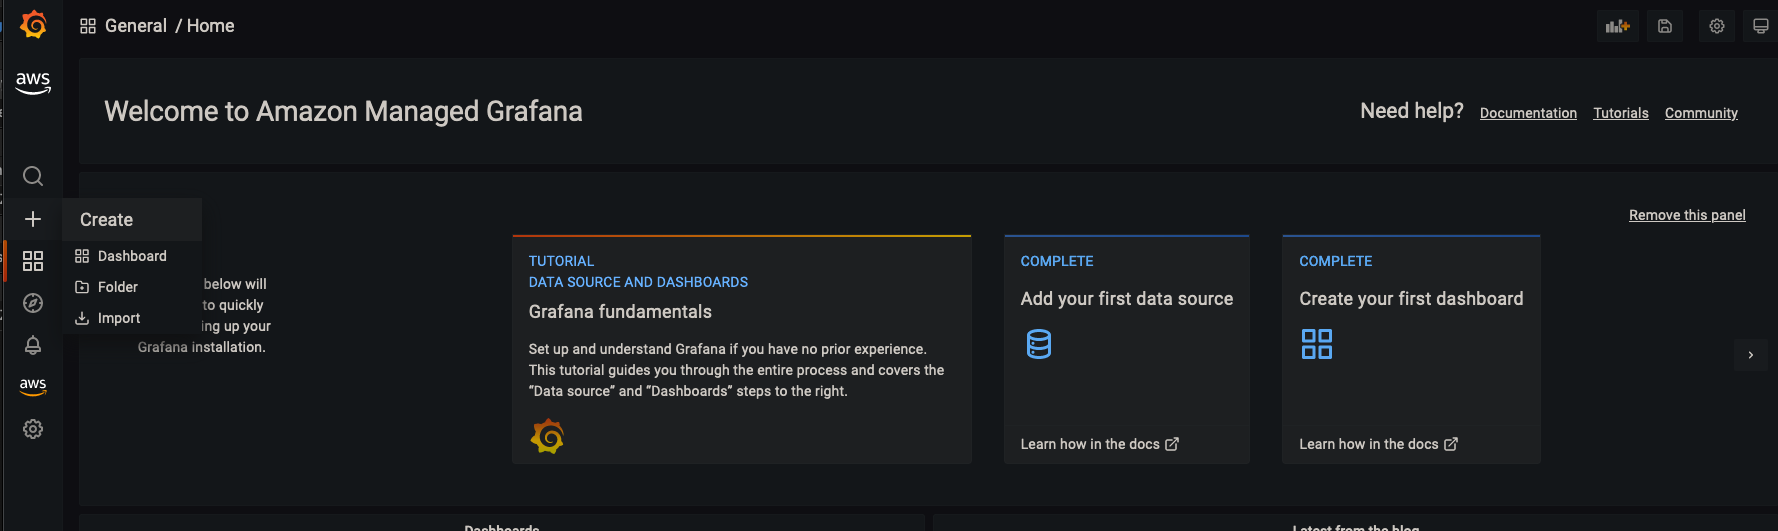 General / Home
aws
Welcome to Amazon Managed Grafana
Need help? Documentation Tutorials Community
Create
Dashboard
Folder
Import
below will
to quickly
ing up your
Grafana installation.
Remove this panel
TUTORIAL
DATA SOURCE AND DASHBOARDS
Grafana fundamentals
Set up and understand Grafana if you have no prior experience.
This tutorial guides you through the entire process and covers the
“Data source” and “Dashboards” steps to the right.
COMPLETE
Add your first data source
Learn how in the docs
COMPLETE
Create your first dashboard
Learn how in the docs
aws
Dashboards
Latest from the blog